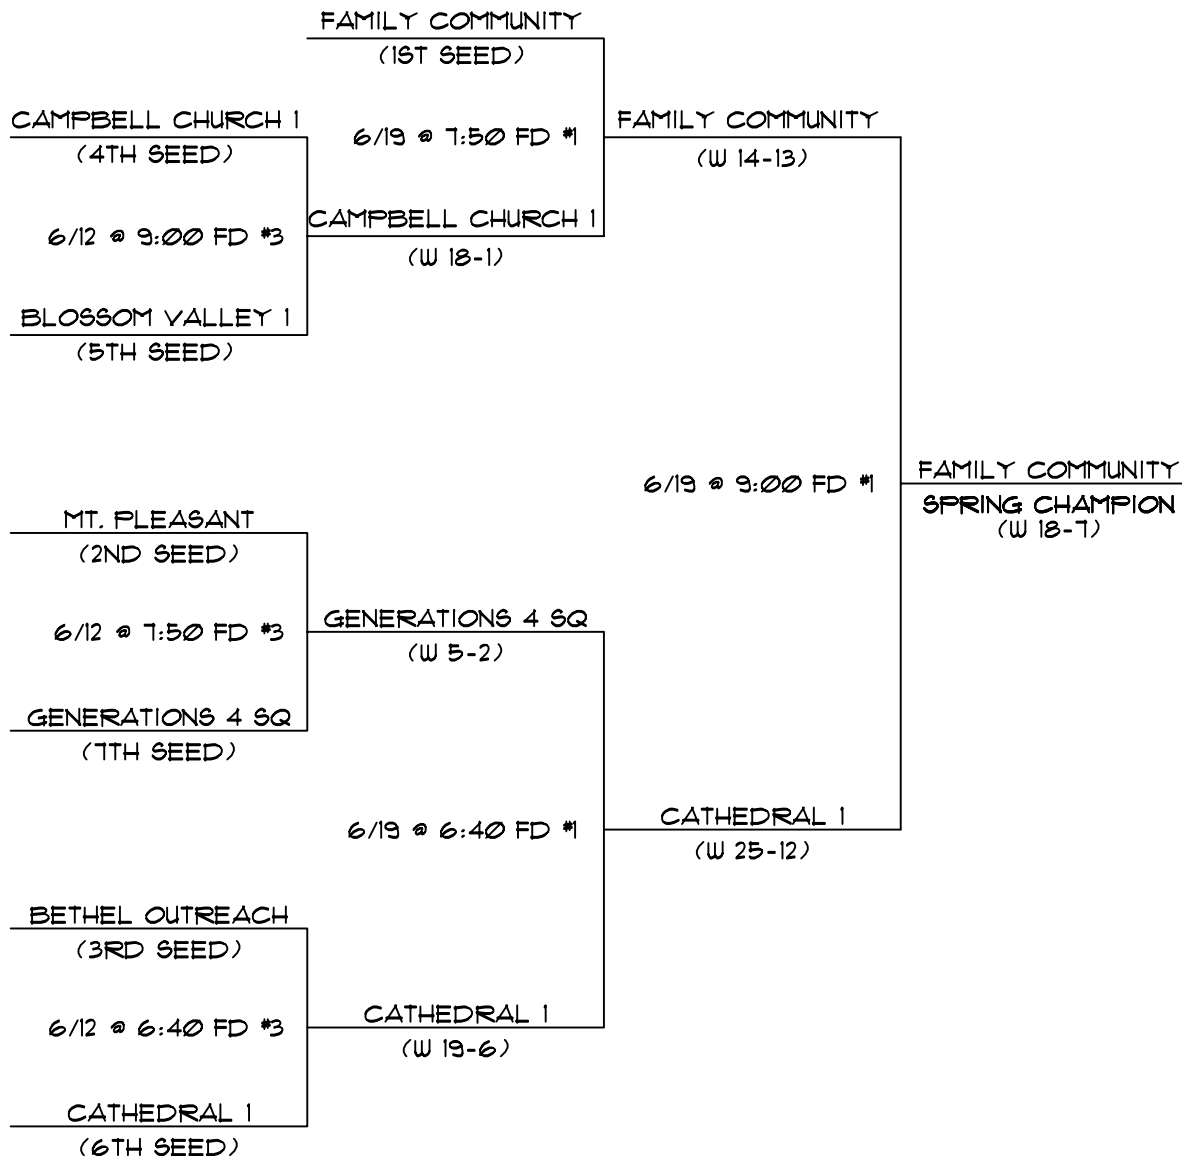 FAMILY COMMUNITY
(1ST SEED)
CAMPBELL CHURCH 1
(4TH SEED)
6/19 @ 7:50 FD #1
FAMILY COMMUNITY
(W 14-13)
6/12 @ 9:00 FD #3
CAMPBELL CHURCH 1
(W 18-1)
BLOSSOM VALLEY 1
(5TH SEED)
6/19 @ 9:00 FD #1
FAMILY COMMUNITY
SPRING CHAMPION
(W 18-7)
MT. PLEASANT
(2ND SEED)
6/12 @ 7:50 FD #3
GENERATIONS 4 SQ
(W 5-2)
GENERATIONS 4 SQ
(7TH SEED)
6/19 @ 6:40 FD #1
CATHEDRAL 1
(W 25-12)
BETHEL OUTREACH
(3RD SEED)
6/12 @ 6:40 FD #3
CATHEDRAL 1
(W 19-6)
CATHEDRAL 1
(6TH SEED)